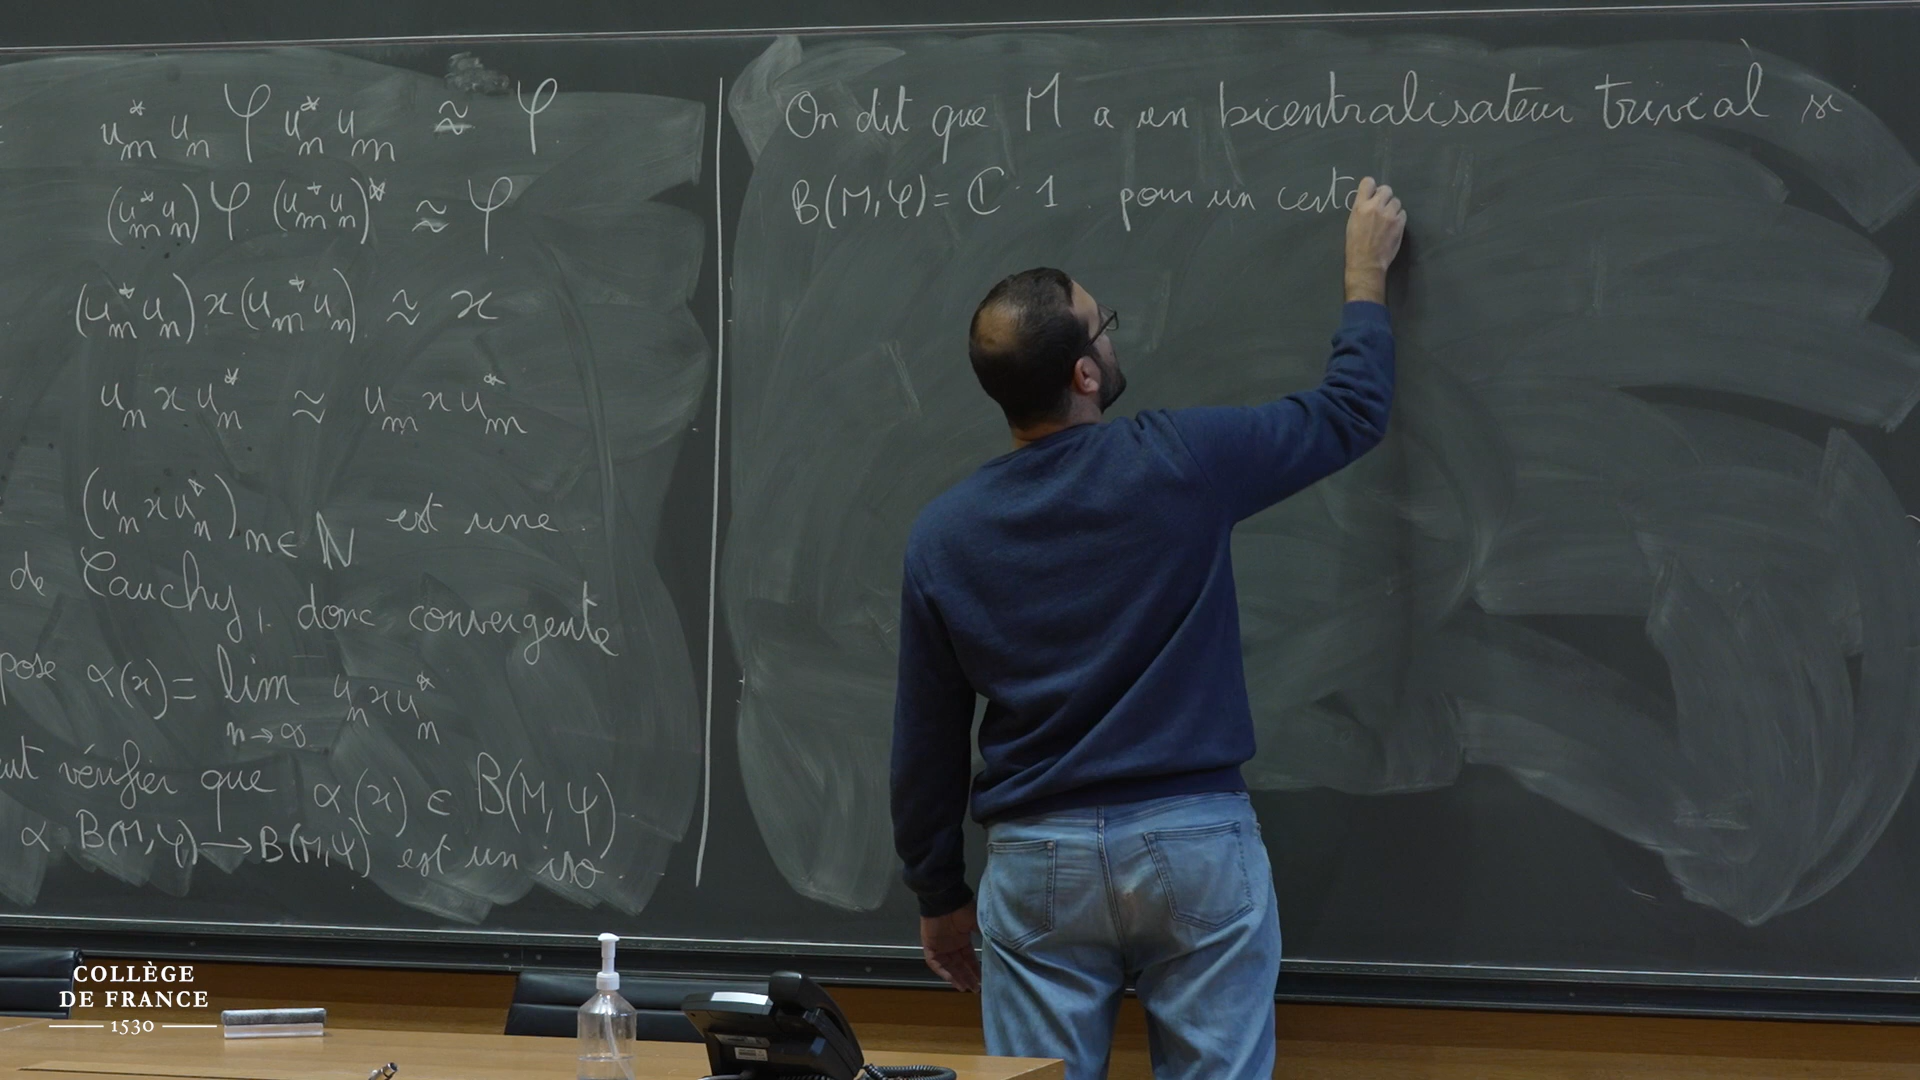 u_m^* u_n φ u_n^* u_m ≈ φ
(u_m^* u_n) φ (u_m^* u_n)^* ≈ φ
(u_m^* u_n) x (u_m^* u_n) ≈ x
u_n x u_n^* ≈ u_m x u_m^*
(u_n x u_n^*)_{n∈ℕ} est une
de Cauchy, donc convergente
pose α(x) = lim_{n→∞} u_n x u_n^*
ut vérifier que α(x) ∈ B(M, ψ)
α : B(M, φ) → B(M, ψ) est un iso.
On dit que M a un bicentralisateur trivial si
B(M, φ) = ℂ · 1 pour un certa
COLLÈGE
DE FRANCE
1530